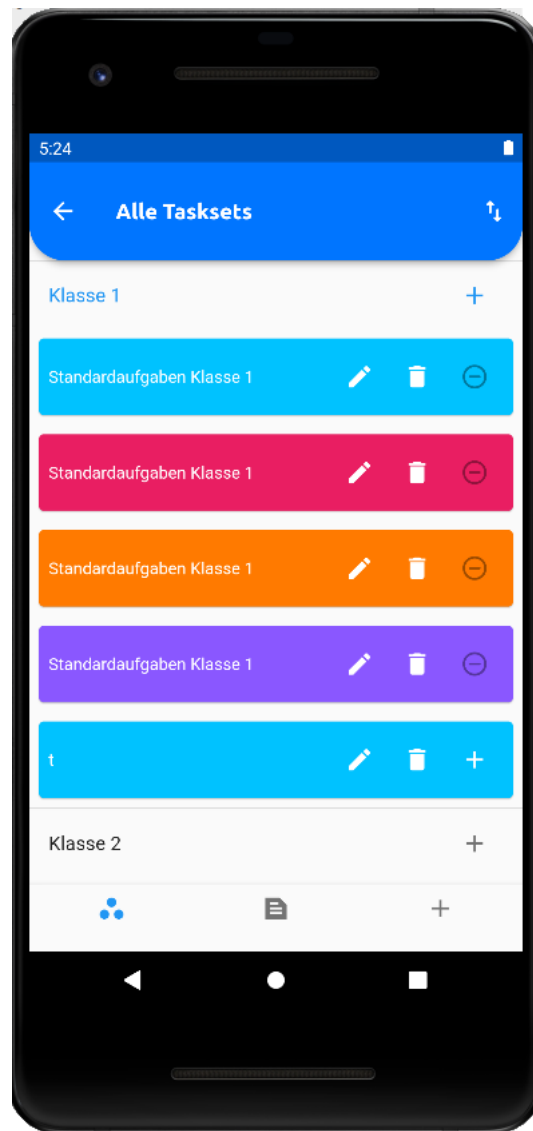 5:24
Alle Tasksets
Klasse 1
Standardaufgaben Klasse 1
Standardaufgaben Klasse 1
Standardaufgaben Klasse 1
Standardaufgaben Klasse 1
t
Klasse 2